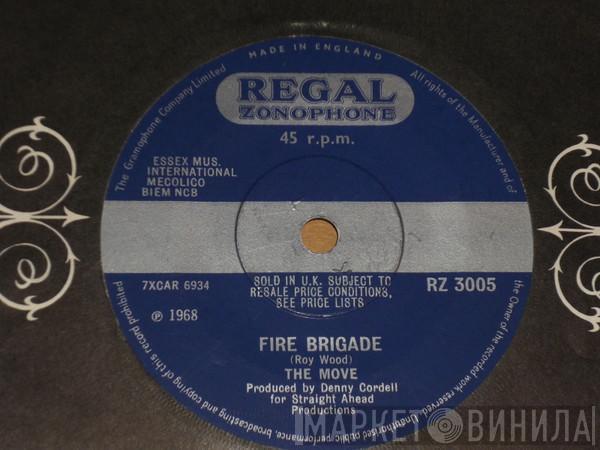 MADE IN ENGLAND
The Gramophone Company Limited
All rights of the Manufacturer and of
REGAL
ZONOPHONE
45 r.p.m.
ESSEX MUS.
INTERNATIONAL
MECOLICO
BIEM NCB
7XCAR 6934
SOLD IN U.K. SUBJECT TO
RESALE PRICE CONDITIONS,
SEE PRICE LISTS
RZ 3005
℗ 1968
FIRE BRIGADE
(Roy Wood)
THE MOVE
Produced by Denny Cordell
for Straight Ahead
Productions
the Owner of the recorded work reserved.
Unauthorised public performance, broadcasting and copying of this record prohibited
МАРКЕТ ВИНИЛА